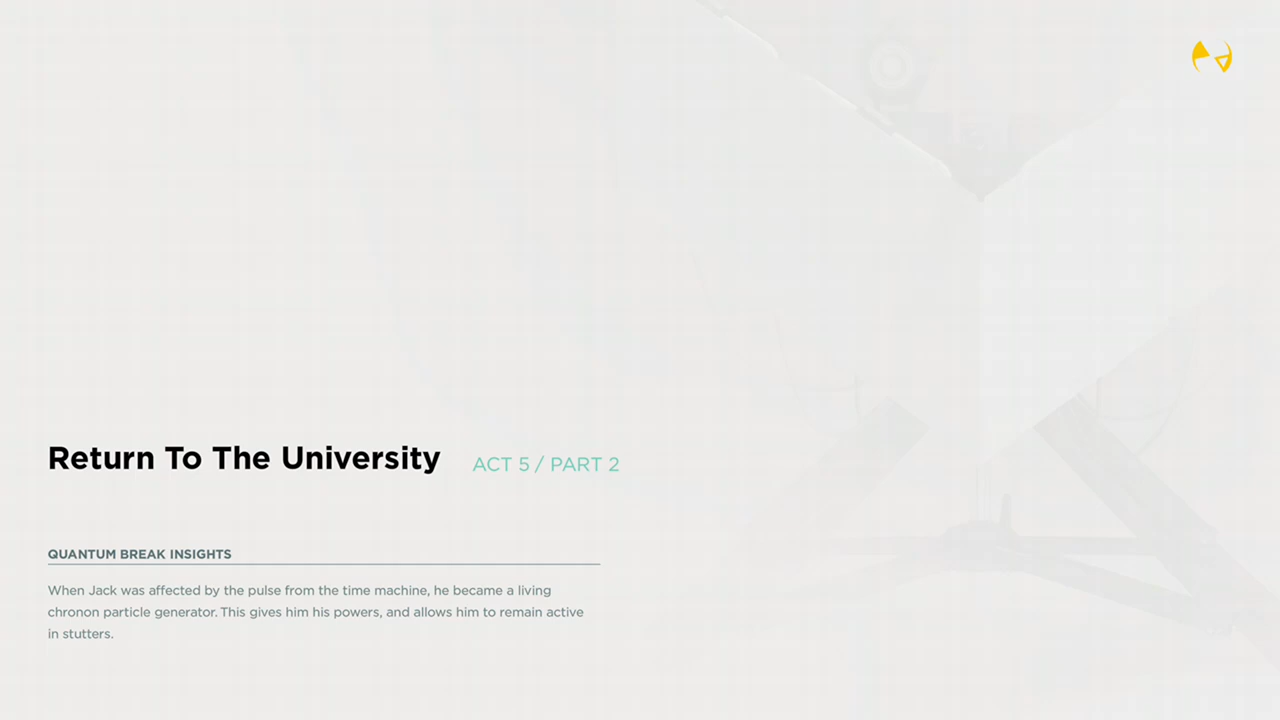 Return To The University ACT 5 / PART 2
QUANTUM BREAK INSIGHTS
When Jack was affected by the pulse from the time machine, he became a living
chronon particle generator. This gives him his powers, and allows him to remain active
in stutters.